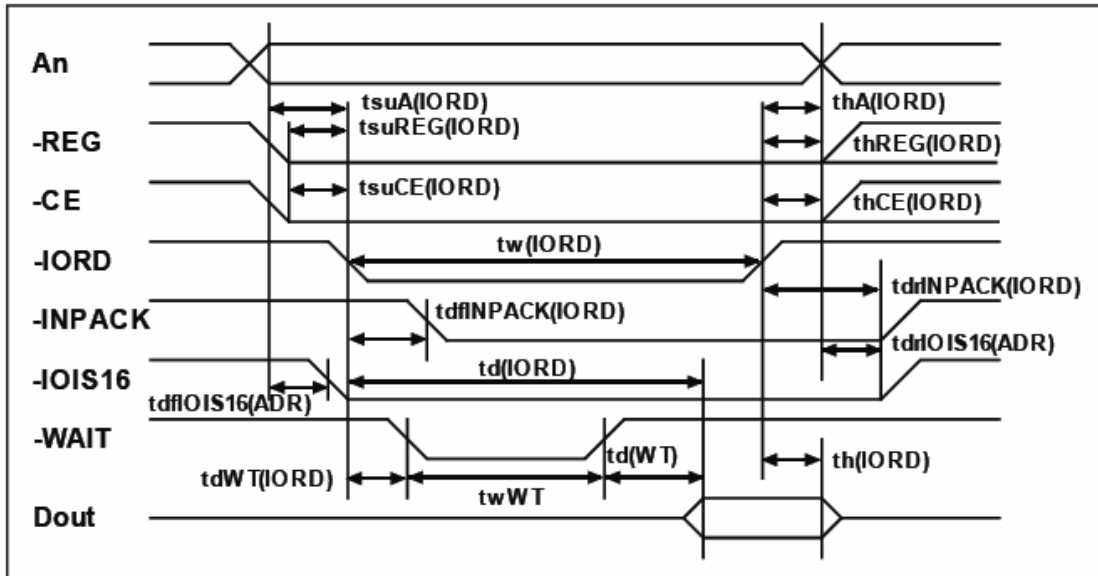 An
tsuA(IORD)
thA(IORD)
-REG
tsuREG(IORD)
thREG(IORD)
-CE
tsuCE(IORD)
thCE(IORD)
-IORD
tw(IORD)
-INPACK
tdfINPACK(IORD)
tdrINPACK(IORD)
-IOIS16
td(IORD)
tdrIOIS16(ADR)
tdfIOIS16(ADR)
-WAIT
tdWT(IORD)
twWT
td(WT)
th(IORD)
Dout